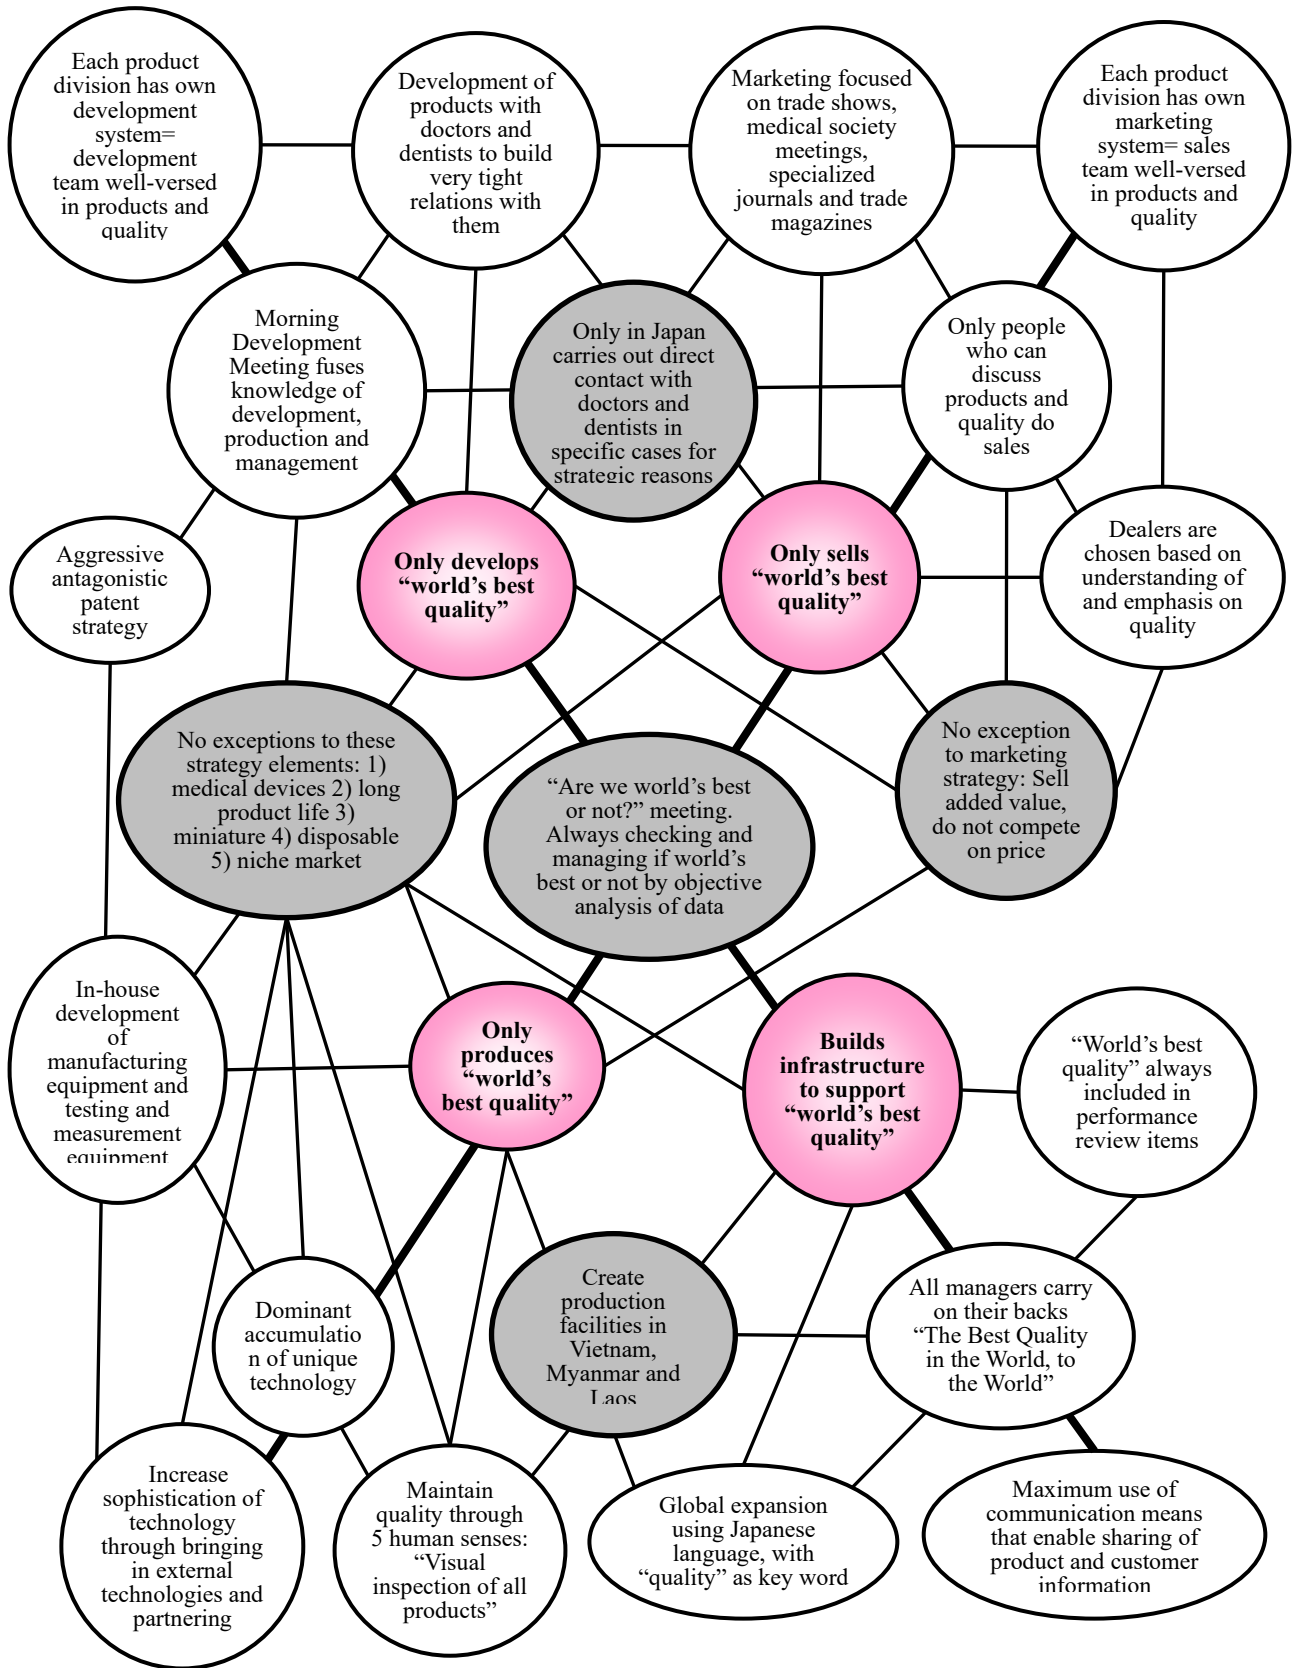 Each product
division has own
development
system=
development
team well-versed
in products and
quality
Development of
products with
doctors and
dentists to build
very tight
relations with
them
Marketing focused
on trade shows,
medical society
meetings,
specialized
journals and trade
magazines
Each product
division has own
marketing
system= sales
team well-versed
in products and
quality
Morning
Development
Meeting fuses
knowledge of
development,
production and
management
Only in Japan
carries out direct
contact with
doctors and
dentists in
specific cases for
strategic reasons
Only people
who can
discuss
products and
quality do
sales
Aggressive
antagonistic
patent
strategy
Only develops
“world’s best
quality”
Only sells
“world’s best
quality”
Dealers are
chosen based on
understanding of
and emphasis on
quality
No exceptions to these
strategy elements: 1)
medical devices 2) long
product life 3)
miniature 4) disposable
5) niche market
“Are we world’s best
or not?” meeting.
Always checking and
managing if world’s
best or not by objective
analysis of data
No exception
to marketing
strategy: Sell
added value,
do not compete
on price
In-house
development
of
manufacturing
equipment and
testing and
measurement
equipment
Only
produces
“world’s
best quality”
Builds
infrastructure
to support
“world’s best
quality”
“World’s best
quality” always
included in
performance
review items
Dominant
accumulatio
n of unique
technology
Create
production
facilities in
Vietnam,
Myanmar and
Laos
All managers carry
on their backs
“The Best Quality
in the World, to
the World”
Increase
sophistication of
technology
through bringing
in external
technologies and
partnering
Maintain
quality through
5 human senses:
“Visual
inspection of all
products”
Global expansion
using Japanese
language, with
“quality” as key word
Maximum use of
communication means
that enable sharing of
product and customer
information